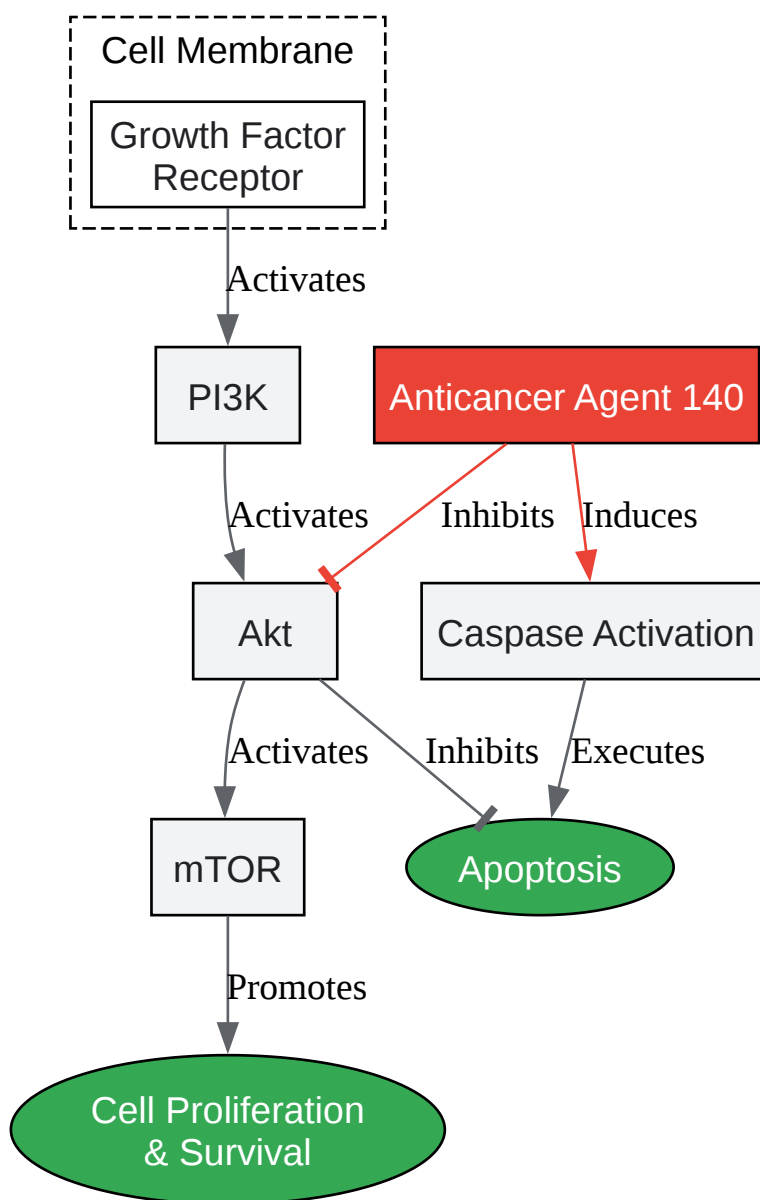 Cell Membrane
Growth Factor
Receptor
Activates
PI3K
Anticancer Agent 140
Activates
Inhibits
Induces
Akt
Caspase Activation
Activates
Inhibits
Executes
mTOR
Apoptosis
Promotes
Cell Proliferation
& Survival